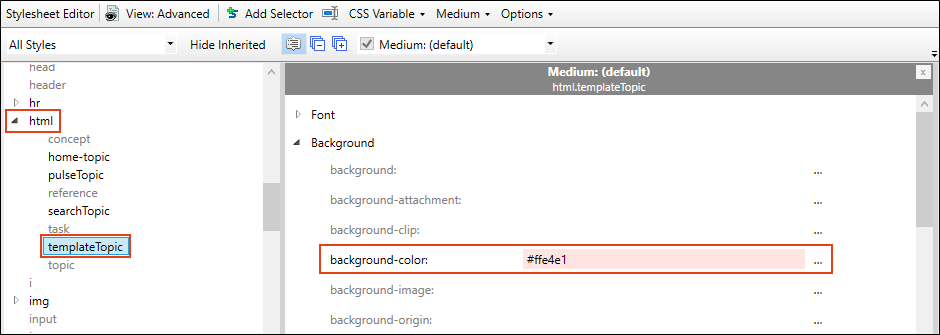 Stylesheet Editor View: Advanced Add Selector CSS Variable Medium Options
All Styles Hide Inherited Medium: (default)
head
header
hr
html
concept
home-topic
pulseTopic
reference
searchTopic
task
templateTopic
topic
i
img
input
Medium: (default)
html.templateTopic
Font
Background
background: ...
background-attachment: ...
background-clip: ...
background-color: #ffe4e1 ...
background-image: ...
background-origin: ...